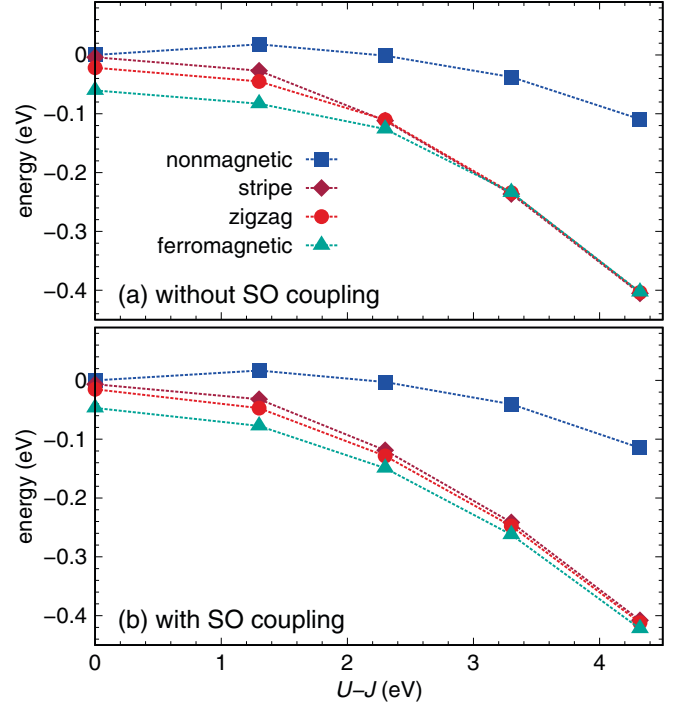 0
−0.1
−0.2
−0.3
−0.4
energy (eV)
nonmagnetic
stripe
zigzag
ferromagnetic
(a) without SO coupling
0
−0.1
−0.2
−0.3
−0.4
energy (eV)
(b) with SO coupling
0 1 2 3 4
U–J (eV)